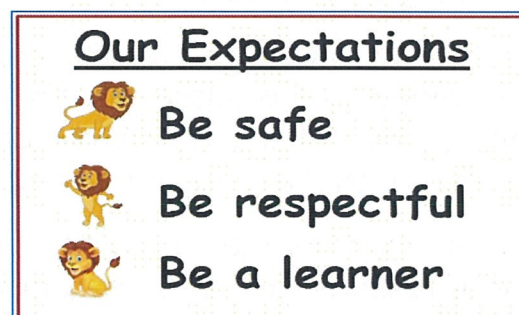 Our Expectations
Be safe
Be respectful
Be a learner